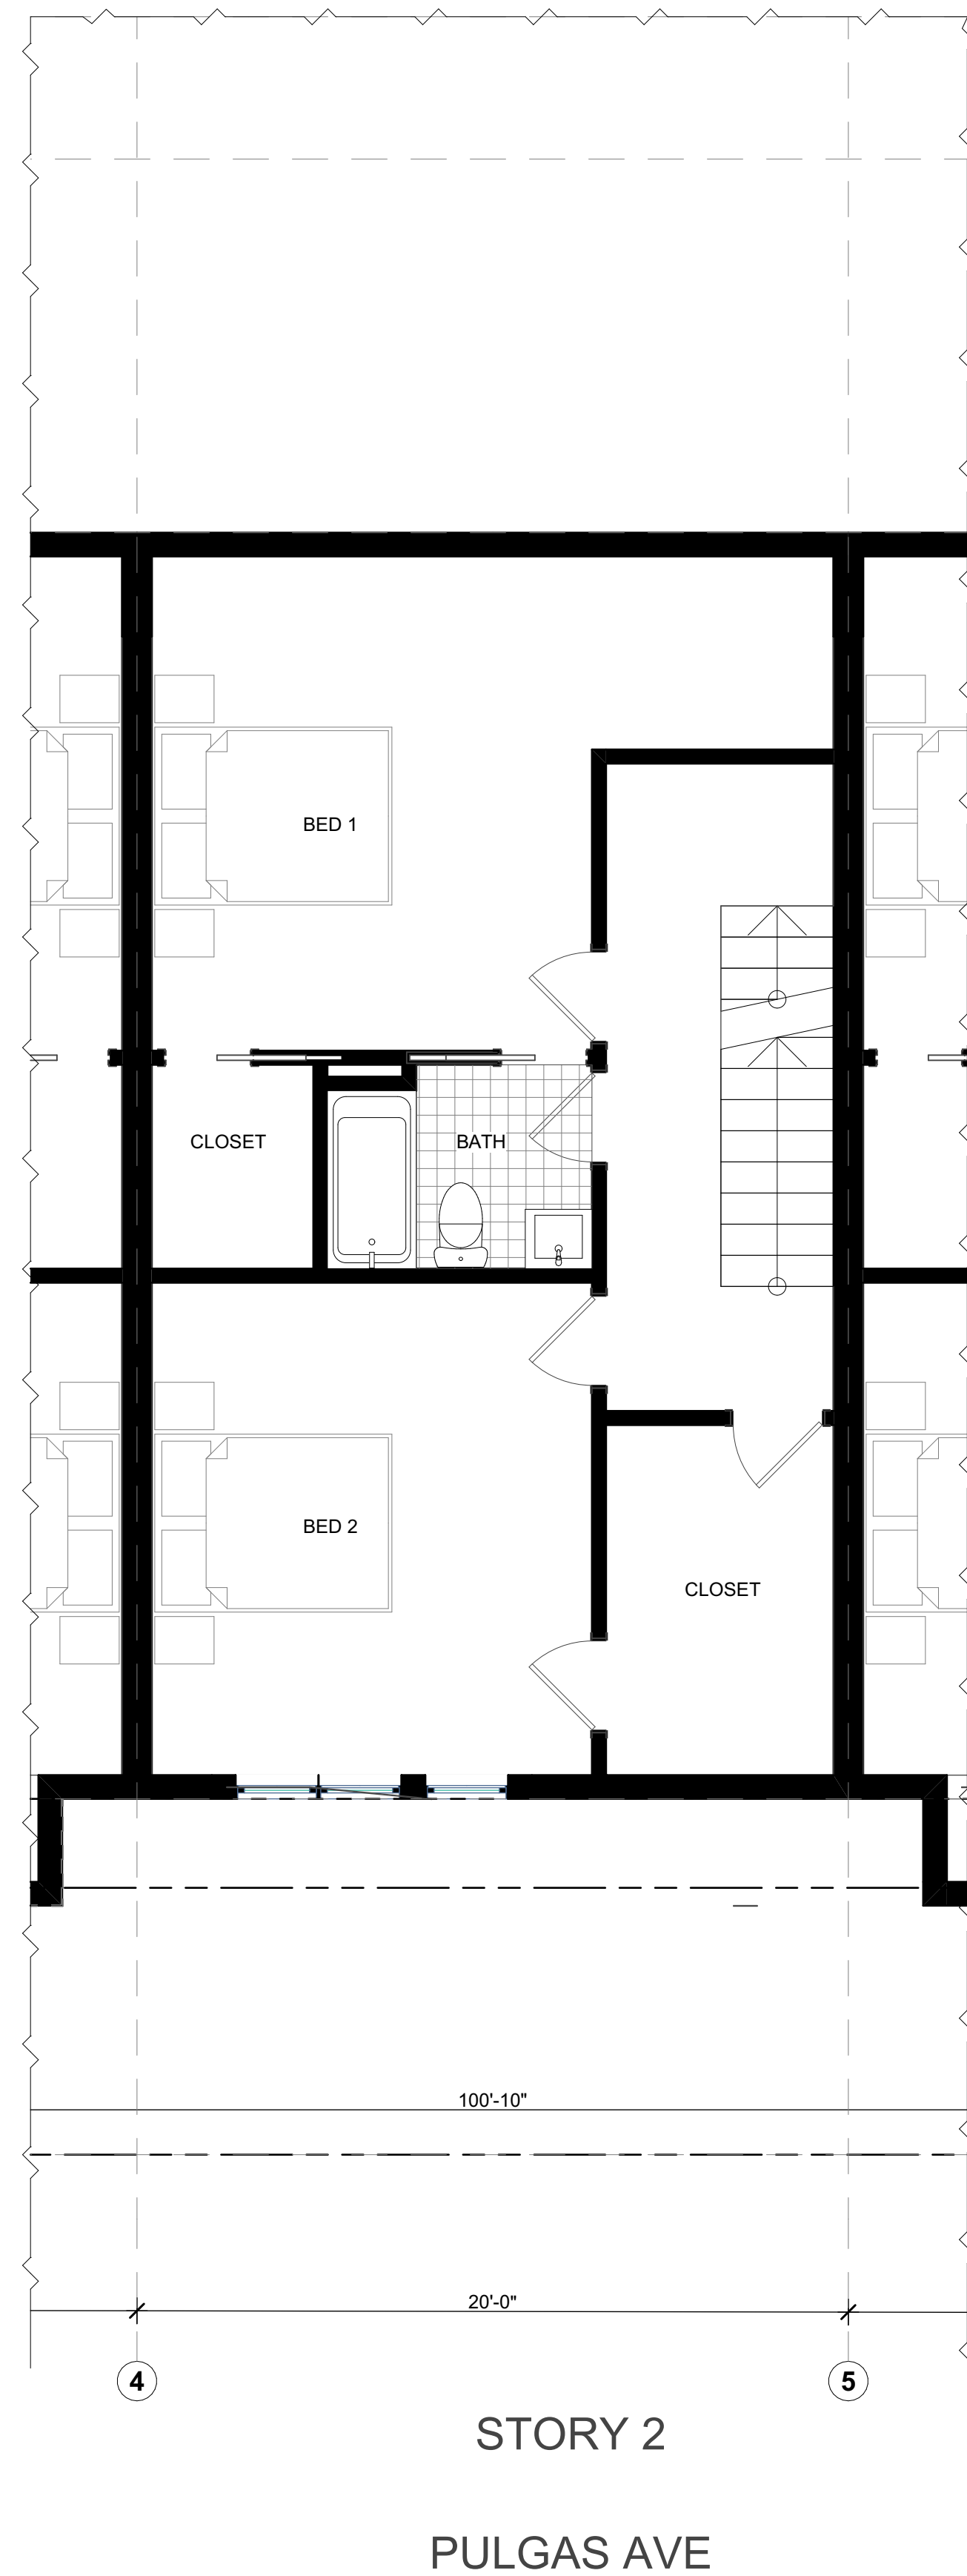 BED 1
CLOSET
BATH
BED 2
CLOSET
100'-10"
20'-0"
4
5
STORY 2
PULGAS AVE